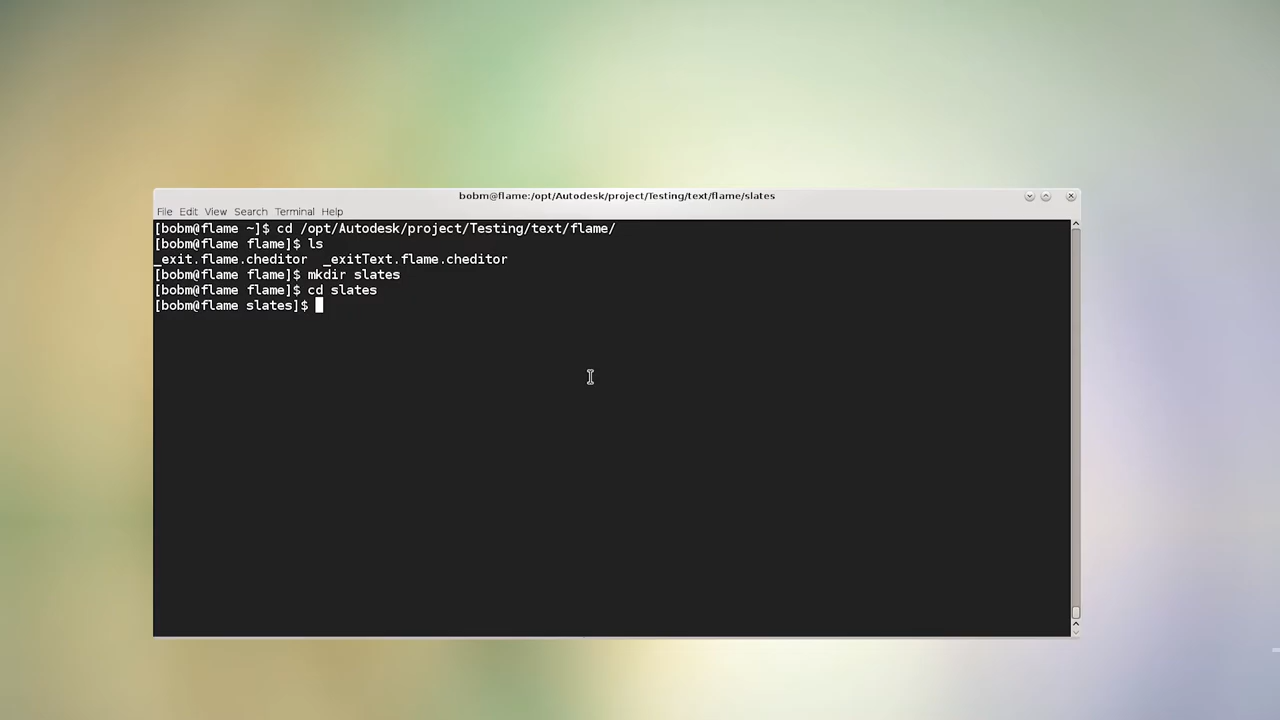 bobm@flame:/opt/Autodesk/project/Testing/text/flame/slates
File Edit View Search Terminal Help
[bobm@flame ~]$ cd /opt/Autodesk/project/Testing/text/flame/
[bobm@flame flame]$ ls
_exit.flame.cheditor  _exitText.flame.cheditor
[bobm@flame flame]$ mkdir slates
[bobm@flame flame]$ cd slates
[bobm@flame slates]$